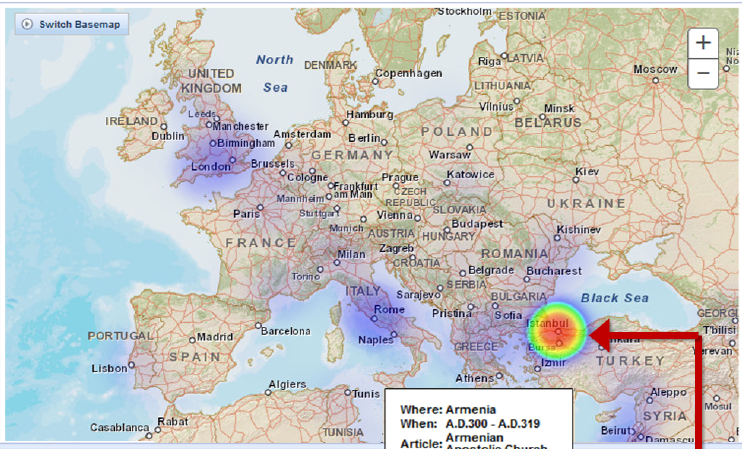 Switch Basemap
Stockholm
ESTONIA
North
Sea
DENMARK
Copenhagen
Riga
LATVIA
Moscow
+
−
UNITED
KINGDOM
LITHUANIA
Vilnius
Minsk
BELARUS
IRELAND
Dublin
Leeds
Manchester
Birmingham
London
Amsterdam
Hamburg
Berlin
POLAND
Warsaw
GERMANY
Brussels
Cologne
Frankfurt
am Main
Prague
CZECH
REPUBLIC
Katowice
Kiev
UKRAINE
Mannheim
Stuttgart
Paris
Munich
Vienna
SLOVAKIA
Budapest
AUSTRIA
HUNGARY
Kishinev
FRANCE
Milan
Zagreb
CROATIA
ROMANIA
Torino
Belgrade
Bucharest
SERBIA
ITALY
Sarajevo
BULGARIA
Black Sea
Rome
Pristina
Sofia
Istanbul
GEORGI
Tbilisi
PORTUGAL
Madrid
Barcelona
Naples
GREECE
Bursa
Ankara
Yerevan
SPAIN
Lisbon
Izmir
TURKEY
Athens
Algiers
Tunis
Aleppo
Mosul
SYRIA
Casablanca
Rabat
TUNISIA
Beirut
Damascu
Where: Armenia
When: A.D.300 - A.D.319
Article: Armenian
Apostolic Church